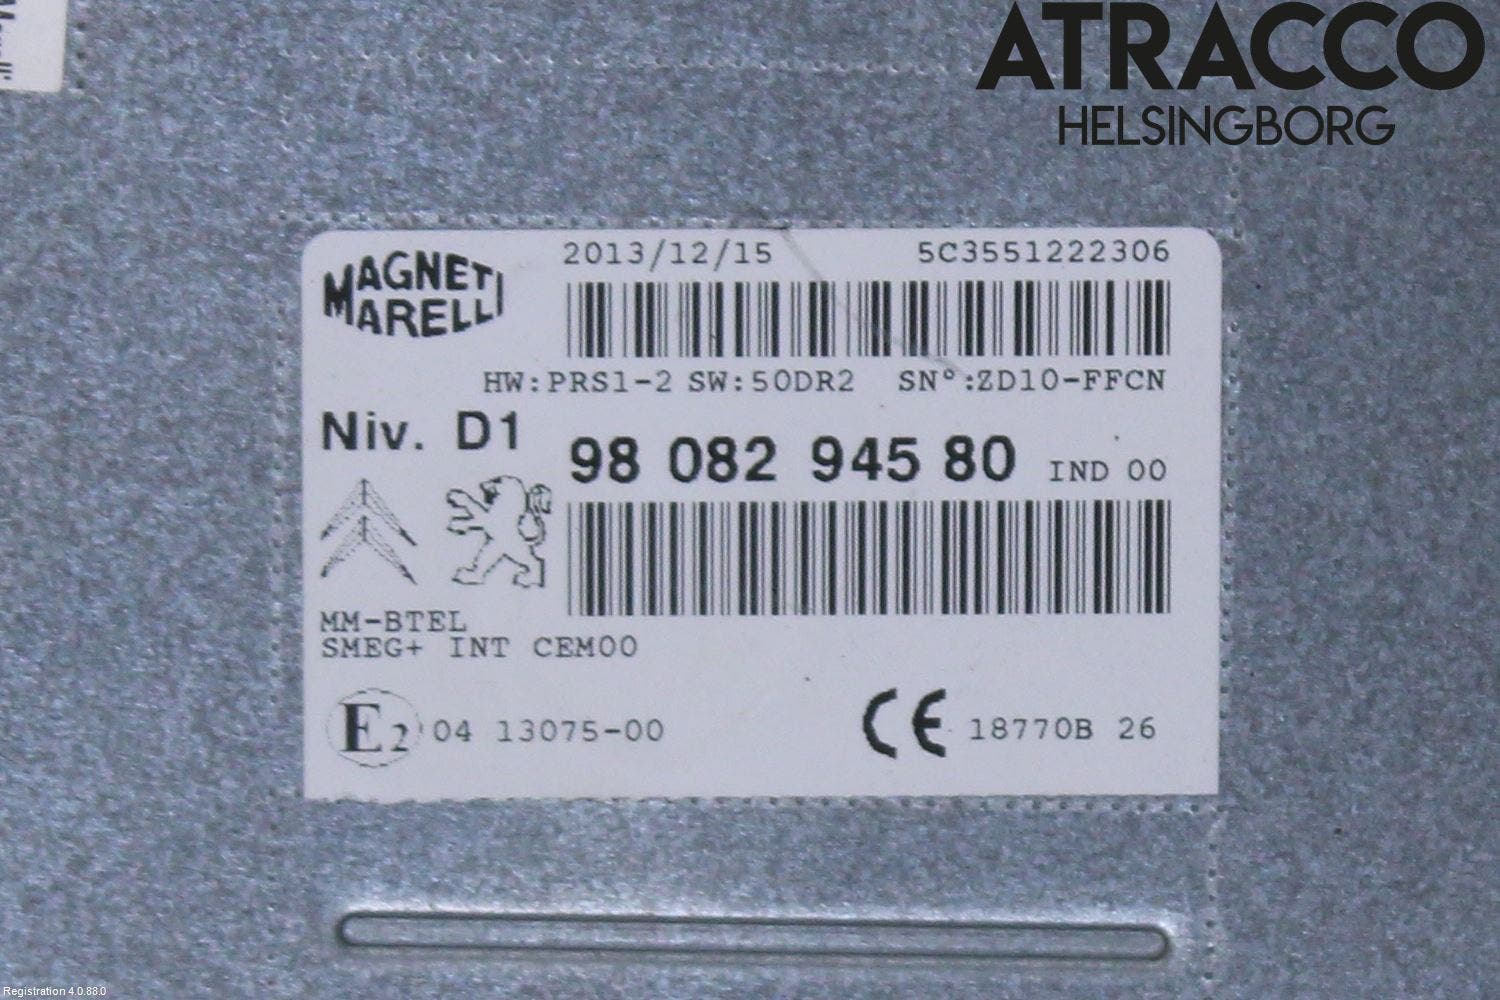 ATRACCO
HELSINGBORG
MAGNETI
MARELLI
2013/12/15 5C3551222306
HW:PRS1-2 SW:50DR2 SN°:ZD10-FFCN
Niv. D1
98 082 945 80 IND 00
MM-BTEL
SMEG+ INT CEM00
E2 04 13075-00
CE 18770B 26
Registration 4.0.88.0